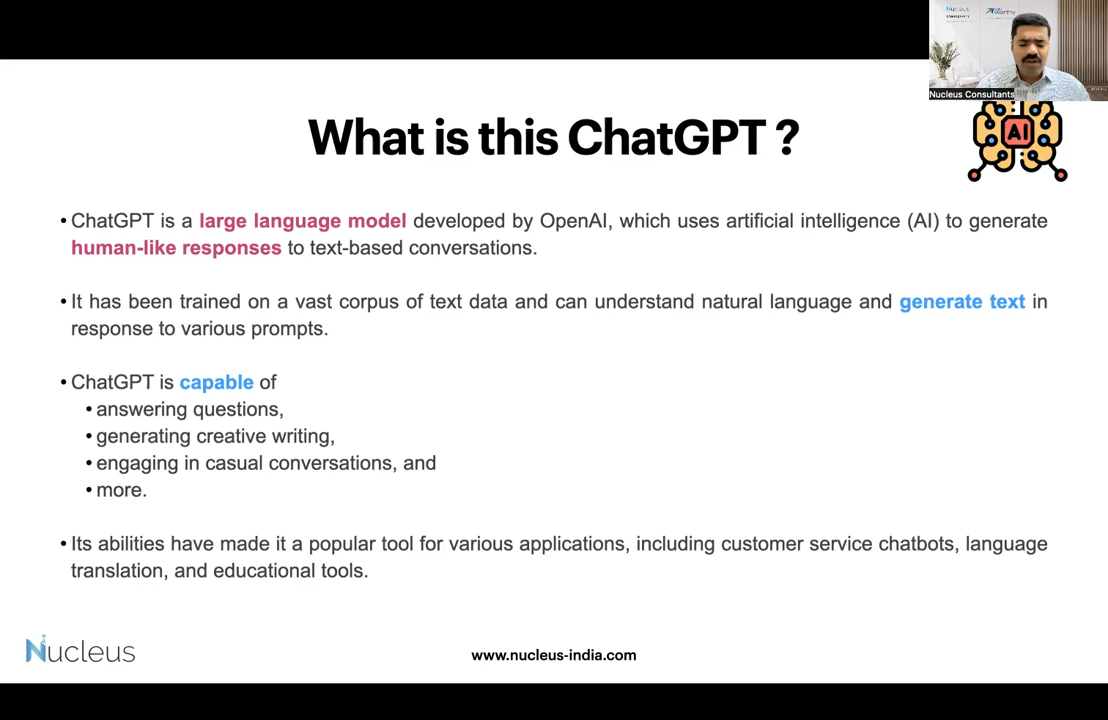 Nucleus Consultants
AI
What is this ChatGPT ?
• ChatGPT is a large language model developed by OpenAI, which uses artificial intelligence (AI) to generate
human-like responses to text-based conversations.
• It has been trained on a vast corpus of text data and can understand natural language and generate text in
response to various prompts.
• ChatGPT is capable of
• answering questions,
• generating creative writing,
• engaging in casual conversations, and
• more.
• Its abilities have made it a popular tool for various applications, including customer service chatbots, language
translation, and educational tools.
Nucleus
www.nucleus-india.com